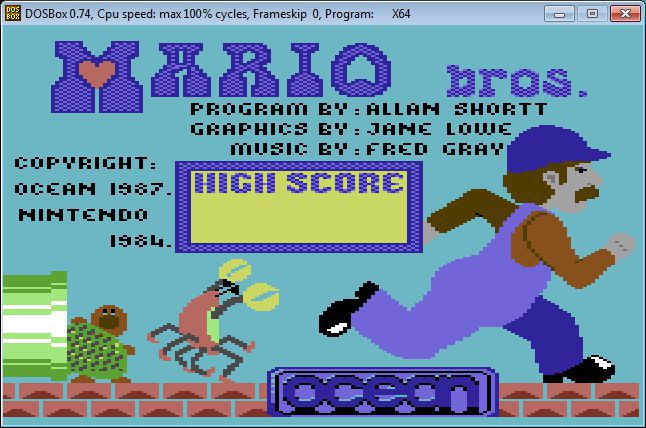 DOSBox 0.74, Cpu speed: max 100% cycles, Frameskip 0, Program: X64
MARIO
bros.
PROGRAM BY: ALLAN SHORTT
GRAPHICS BY: JANE LOWE
MUSIC BY: FRED GRAY
COPYRIGHT:
OCEAN 1987.
NINTENDO
1984.
HIGH SCORE
ocean